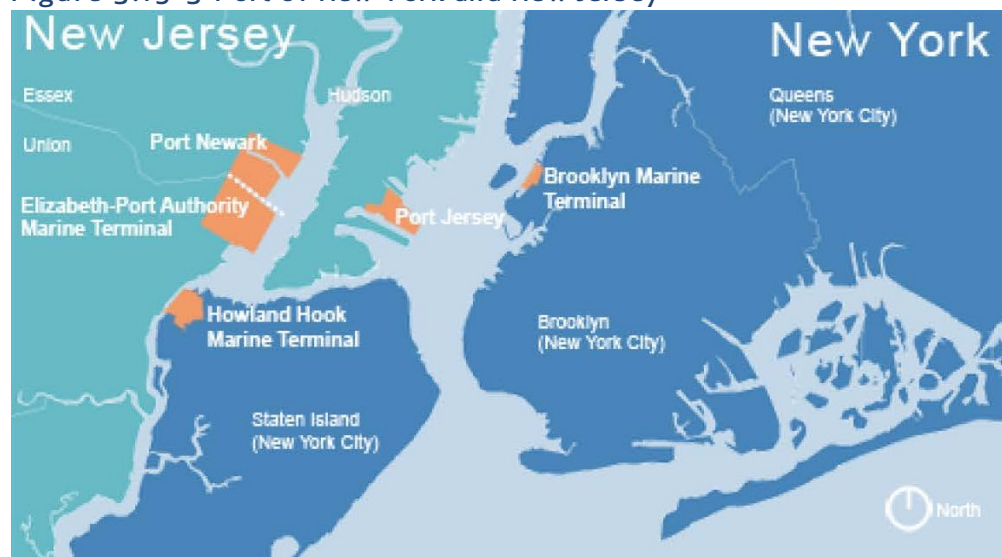 New Jersey
New York
Essex
Hudson
Queens
(New York City)
Union
Port Newark
Brooklyn Marine
Terminal
Elizabeth-Port Authority
Marine Terminal
Port Jersey
Howland Hook
Marine Terminal
Brooklyn
(New York City)
Staten Island
(New York City)
North